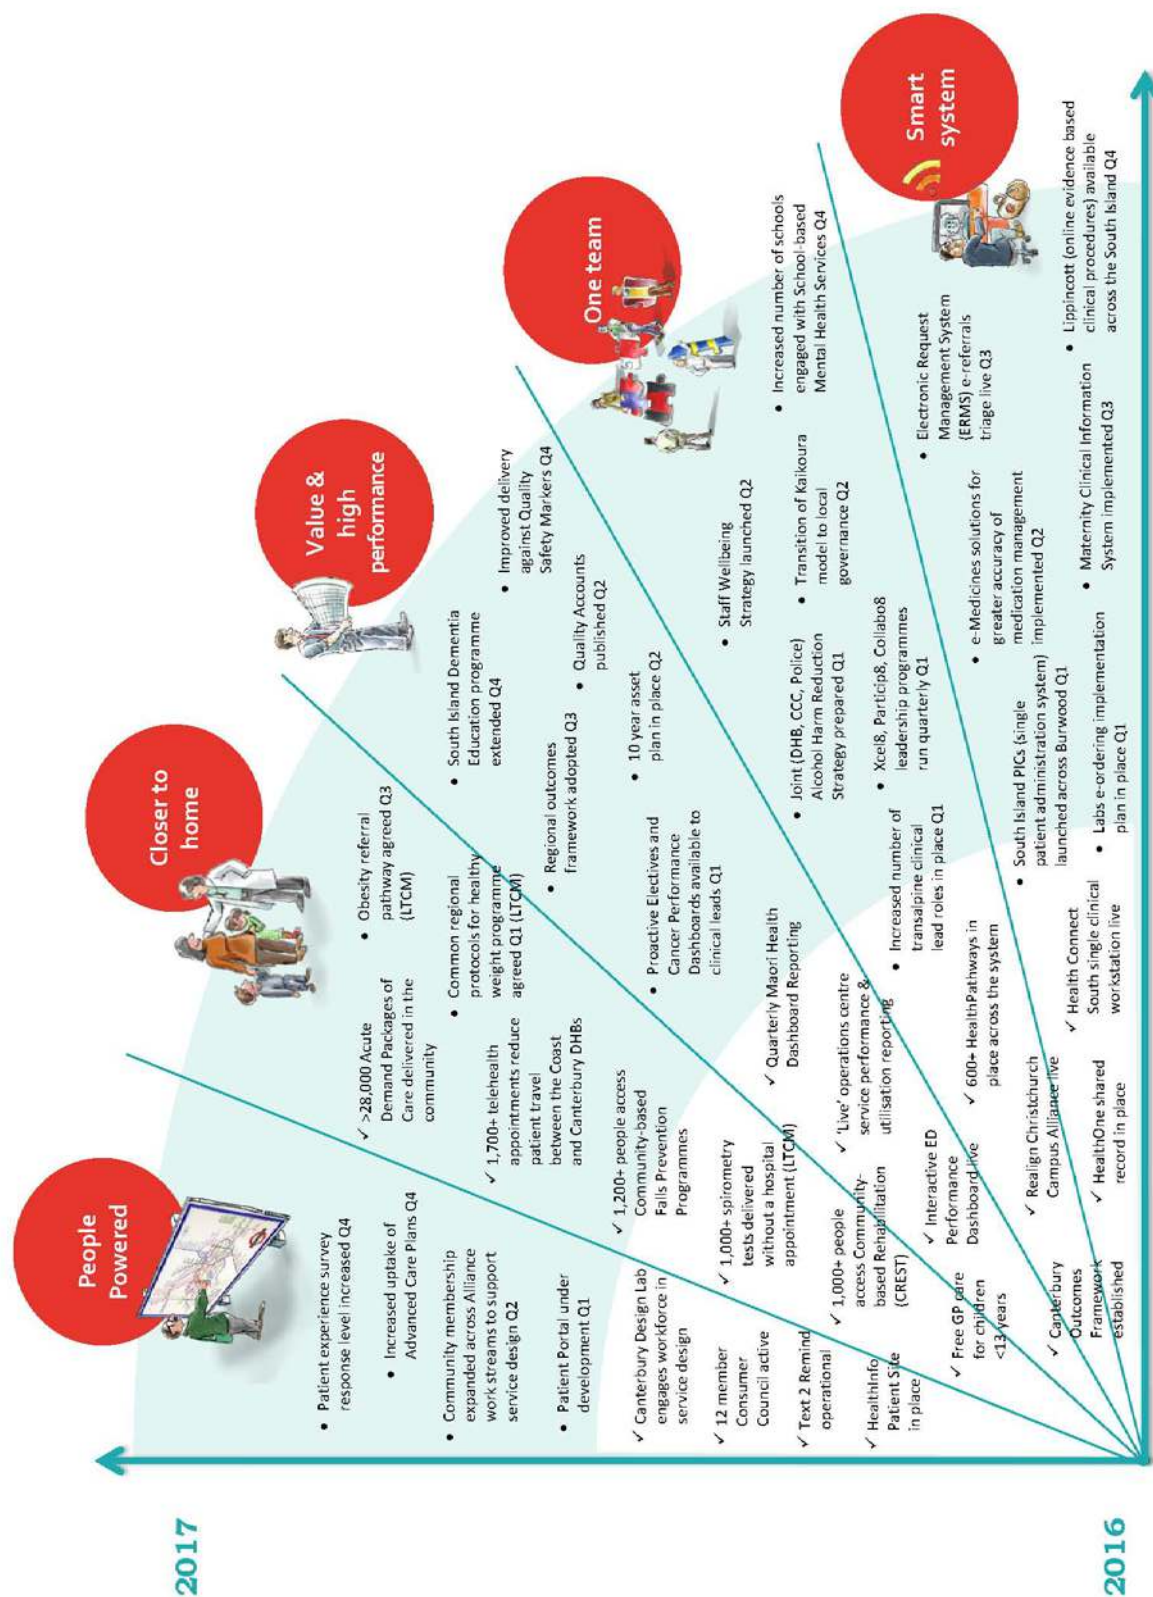 2017
2016
People
Powered
• Patient experience survey
response level increased Q4
• Increased uptake of
Advanced Care Plans Q4
• Community membership
expanded across Alliance
work streams to support
service design Q2
• Patient Portal under
development Q1
✓ Canterbury Design Lab
engages workforce in
service design
✓ 12 member
Consumer
Council active
✓ Text 2 Remind
operational
✓ HealthInfo
Patient Site
in place
Closer to
home
✓ >28,000 Acute
Demand Packages of
Care delivered in the
community
• Obesity referral
pathway agreed Q3
(LTCM)
• Common regional
protocols for healthy
weight programme
agreed Q1 (LTCM)
✓ 1,700+ telehealth
appointments reduce
patient travel
between the Coast
and Canterbury DHBs
✓ 1,200+ people access
Community-based
Falls Prevention
Programmes
✓ 1,000+ spirometry
tests delivered
without a hospital
appointment (LTCM)
✓ 1,000+ people
access Community-
based Rehabilitation
(CREST)
✓ Free GP care
for children
<13 years
Value &
high
performance
• South Island Dementia
Education programme
extended Q4
• Improved delivery
against Quality
Safety Markers Q4
• Regional outcomes
framework adopted Q3
• Quality Accounts
published Q2
• Proactive Electives and
Cancer Performance
Dashboards available to
clinical leads Q1
• 10 year asset
plan in place Q2
✓ Quarterly Maori Health
Dashboard Reporting
✓ 'Live' operations centre
service performance &
utilisation reporting
✓ Interactive ED
Performance
Dashboard live
✓ Canterbury
Outcomes
Framework
established
One team
• Staff Wellbeing
Strategy launched Q2
• Increased number of schools
engaged with School-based
Mental Health Services Q4
• Joint (DHB, CCC, Police)
Alcohol Harm Reduction
Strategy prepared Q1
• Transition of Kaikoura
model to local
governance Q2
• Xcel8, Particip8, Collabo8
leadership programmes
run quarterly Q1
• Increased number of
transalpine clinical
lead roles in place Q1
✓ 600+ HealthPathways in
place across the system
✓ Realign Christchurch
Campus Alliance live
Smart
system
• Electronic Request
Management System
(ERMS) e-referrals
triage live Q3
• e-Medicines solutions for
greater accuracy of
medication management
implemented Q2
• South Island PICs (single
patient administration system)
launched across Burwood Q1
• Lippincott (online evidence based
clinical procedures) available
across the South Island Q4
• Maternity Clinical Information
System implemented Q3
• Labs e-ordering implementation
plan in place Q1
✓ Health Connect
South single clinical
workstation live
✓ HealthOne shared
record in place